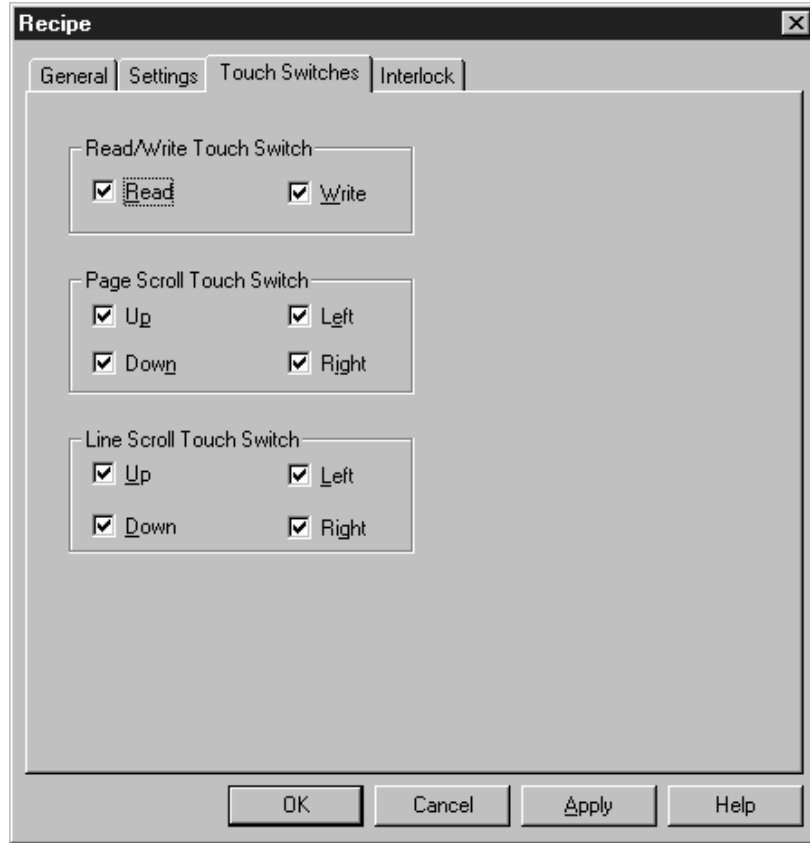 Recipe
General Settings Touch Switches Interlock
Read/Write Touch Switch
Read Write
Page Scroll Touch Switch
Up Left
Down Right
Line Scroll Touch Switch
Up Left
Down Right
OK Cancel Apply Help